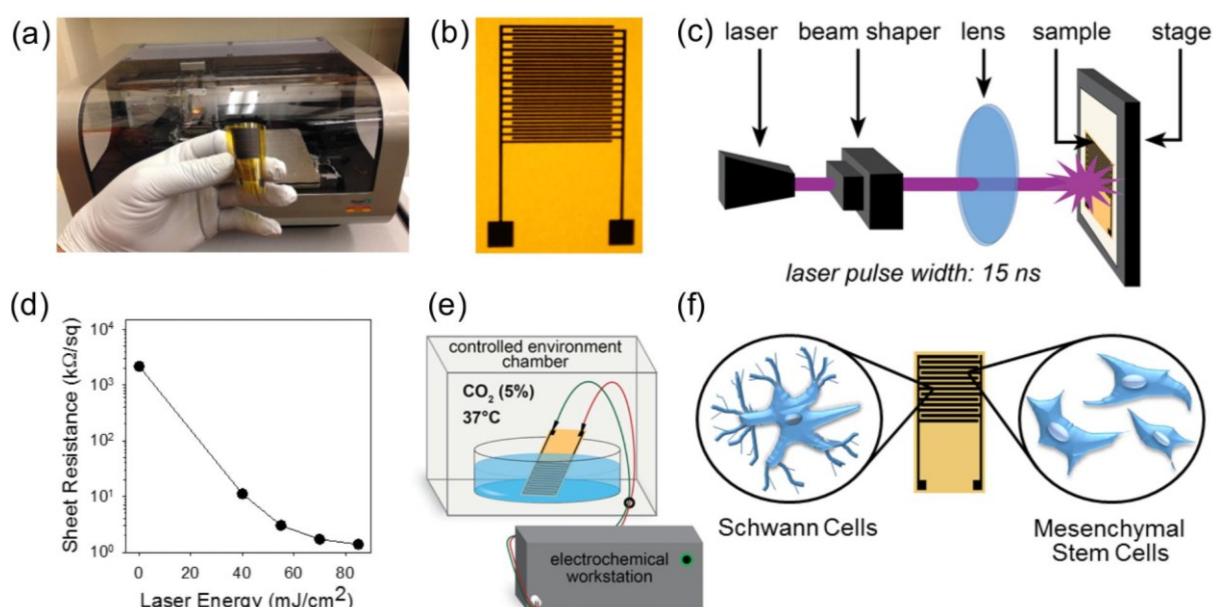 (a)
(b)
(c)
laser beam shaper lens sample stage
laser pulse width: 15 ns
(d)
Sheet Resistance (kΩ/sq)
10⁴
10³
10²
10¹
10⁰
0 20 40 60 80
Laser Energy (mJ/cm²)
(e)
controlled environment
chamber
CO₂ (5%)
37°C
electrochemical
workstation
(f)
Schwann Cells
Mesenchymal
Stem Cells